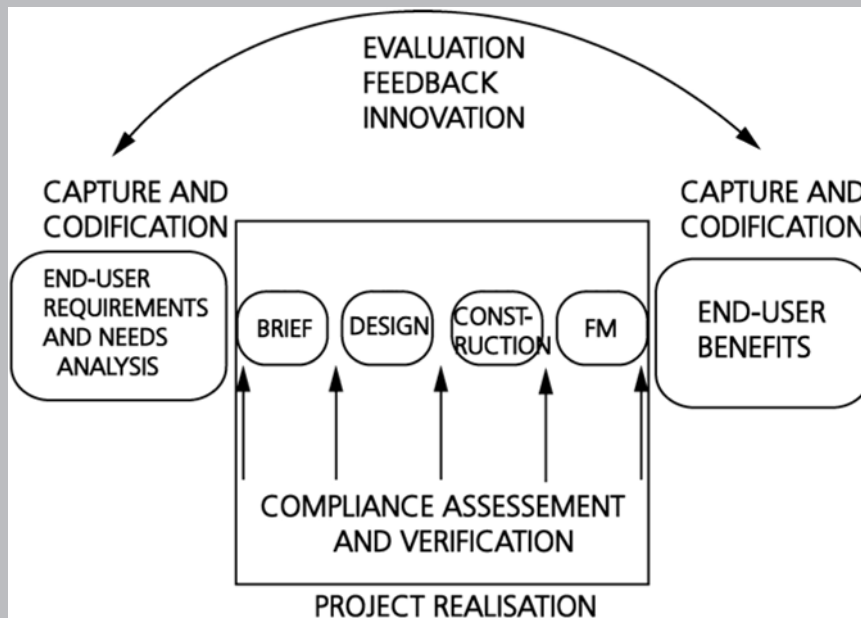 EVALUATION
FEEDBACK
INNOVATION
CAPTURE AND
CODIFICATION
CAPTURE AND
CODIFICATION
END-USER
REQUIREMENTS
AND NEEDS
ANALYSIS
BRIEF
DESIGN
CONST-
RUCTION
FM
END-USER
BENEFITS
COMPLIANCE ASSESSEMENT
AND VERIFICATION
PROJECT REALISATION